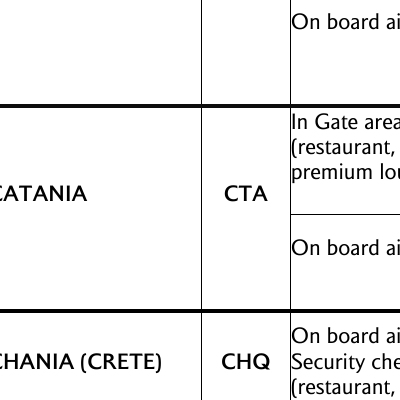 On board ai
In Gate area
(restaurant,
premium lou
CATANIA
CTA
On board ai
CHANIA (CRETE)
CHQ
On board ai
Security che
(restaurant,